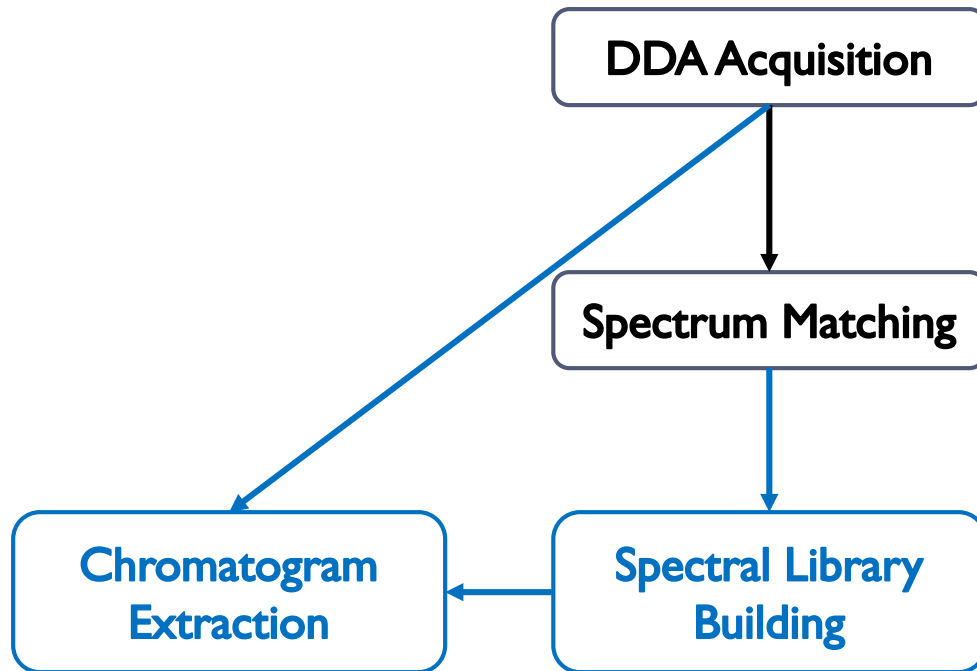 DDA Acquisition
Spectrum Matching
Chromatogram
Extraction
Spectral Library
Building